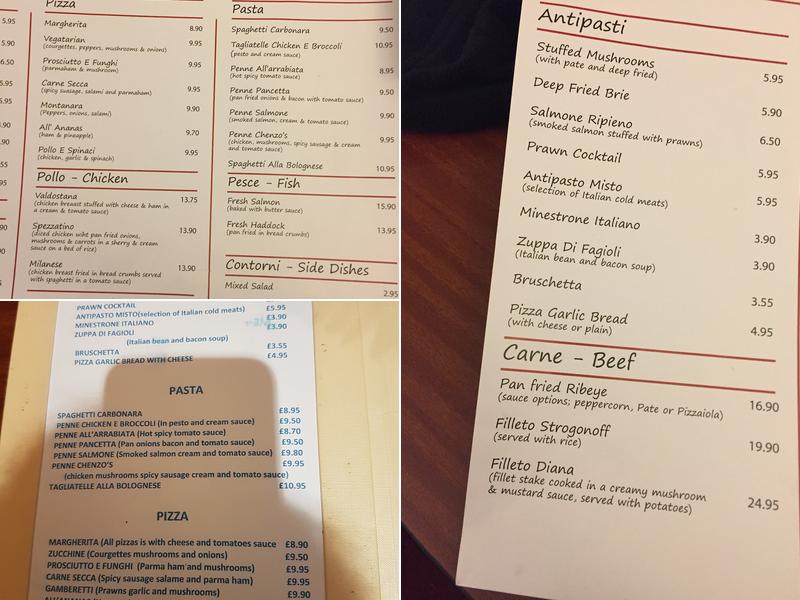 Pizza
Margherita 8.90
Vegatarian 9.95
(courgettes, peppers, mushrooms & onions)
Prosciutto E Funghi 9.95
(parmaham & mushroom)
Carne Secca 9.95
(spicy suasage, salami and parmaham)
Montanara 9.90
(Peppers, onions, salami)
All' Ananas 9.70
(ham & pineapple)
Pollo E Spinaci 9.95
(chicken, garlic & spinach)
Pollo - Chicken
Valdostana 13.75
(chicken breast stuffed with cheese & ham in
a cream & tomato sauce)
Spezzatino 13.90
(diced chicken wiht pan fried onions,
mushrooms & carrots in a sherry & cream
sauce on a bed of rice)
Milanese 13.90
(chicken breast fried in bread crumbs served
with spaghetti in a tomato sauce)
Pasta
Spaghetti Carbonara 9.50
Tagliatelle Chicken E Broccoli 10.95
(pesto and cream sauce)
Penne All'arrabiata 8.95
(hot spicy tomato sauce)
Penne Pancetta 9.50
(pan fried onions & bacon with tomato sauce)
Penne Salmone 9.90
(smoked salmon, cream & tomato sauce)
Penne Chenzo's 9.95
(chicken, mushrooms, spicy sausage & cream
and tomato sauce)
Spaghetti Alla Bolognese 10.95
Pesce - Fish
Fresh Salmon 15.90
(baked with butter sauce)
Fresh Haddock 13.95
(pan fried in bread crumbs)
Contorni - Side Dishes
Mixed Salad 2.95
PRAWN COCKTAIL £5.95
ANTIPASTO MISTO(selection of Italian cold meats) £3.90
MINESTRONE ITALIANO £3.90
ZUPPA DI FAGIOLI
(Italian bean and bacon soup)
BRUSCHETTA £3.55
PIZZA GARLIC BREAD WITH CHEESE £4.95
PASTA
SPAGHETTI CARBONARA £8.95
PENNE CHICKEN E BROCCOLI (In pesto and cream sauce) £9.50
PENNE ALL'ARRABIATA (Hot spicy tomato sauce) £8.70
PENNE PANCETTA (Pan onions bacon and tomato sauce) £9.50
PENNE SALMONE (Smoked salmon cream and tomato sauce) £9.80
PENNE CHENZO'S £9.95
(chicken mushrooms spicy sausage cream and tomato sauce)
TAGLIATELLE ALLA BOLOGNESE £10.95
PIZZA
MARGHERITA (All pizzas is with cheese and tomatoes sauce £8.90
ZUCCHINE (Courgettes mushrooms and onions) £9.50
PROSCIUTTO E FUNGHI (Parma ham and mushrooms) £9.95
CARNE SECCA (Spicy sausage salame and parma ham) £9.95
GAMBERETTI (Prawns garlic and mushrooms) £9.90
Antipasti
Stuffed Mushrooms 5.95
(with pate and deep fried)
Deep Fried Brie 5.90
Salmone Ripieno 6.50
(smoked salmon stuffed with prawns)
Prawn Cocktail 5.95
Antipasto Misto 5.95
(selection of Italian cold meats)
Minestrone Italiano 3.90
Zuppa Di Fagioli 3.90
(Italian bean and bacon soup)
Bruschetta 3.55
Pizza Garlic Bread 4.95
(with cheese or plain)
Carne - Beef
Pan fried Ribeye 16.90
(sauce options; peppercorn, Pate or Pizzaiola)
Filleto Strogonoff 19.90
(served with rice)
Filleto Diana 24.95
(fillet stake cooked in a creamy mushroom
& mustard sauce, served with potatoes)